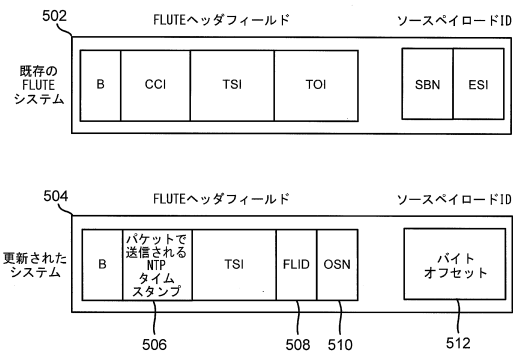 502
FLUTEヘッダフィールド
ソースペイロードID
既存の
FLUTE
システム
B
CCI
TSI
TOI
SBN
ESI
504
FLUTEヘッダフィールド
ソースペイロードID
更新された
システム
B
パケットで
送信される
NTP
タイム
スタンプ
TSI
FLID
OSN
バイト
オフセット
506
508
510
512